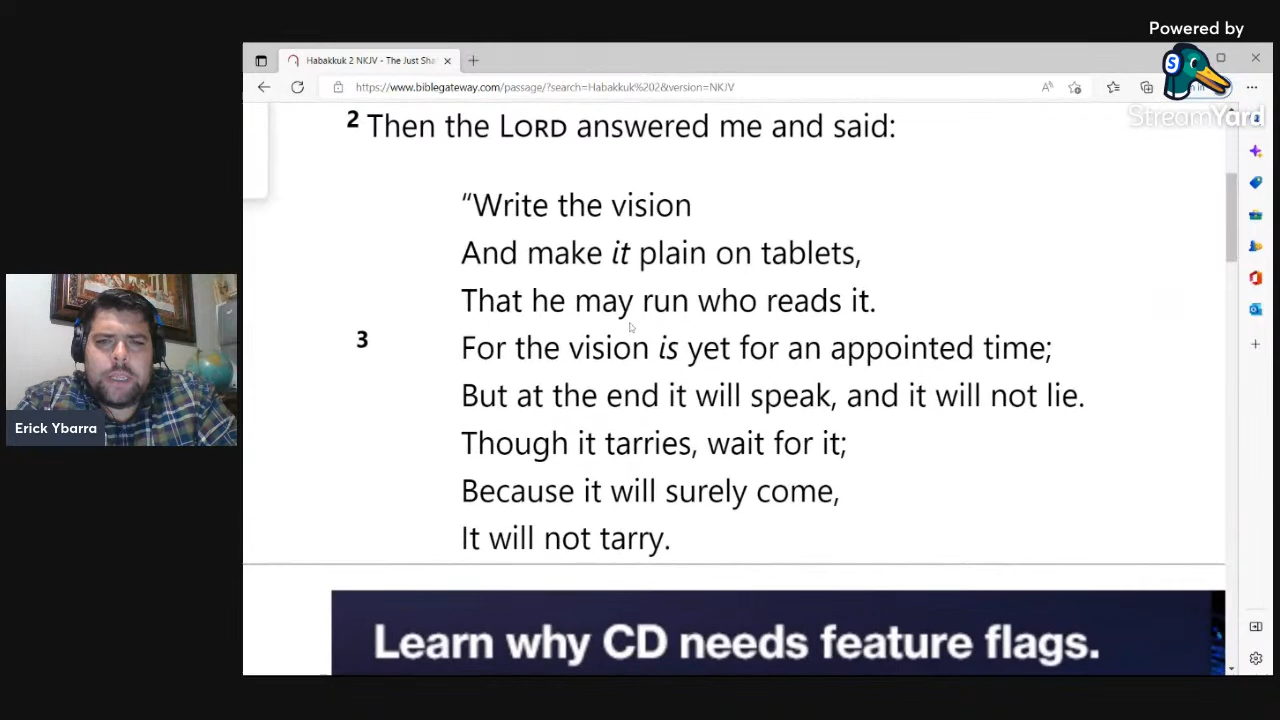 Powered by
StreamYard
Habakkuk 2 NKJV - The Just Sha
https://www.biblegateway.com/passage/?search=Habakkuk%202&version=NKJV
2 Then the LORD answered me and said:
“Write the vision
And make it plain on tablets,
That he may run who reads it.
3 For the vision is yet for an appointed time;
But at the end it will speak, and it will not lie.
Though it tarries, wait for it;
Because it will surely come,
It will not tarry.
Erick Ybarra
Learn why CD needs feature flags.